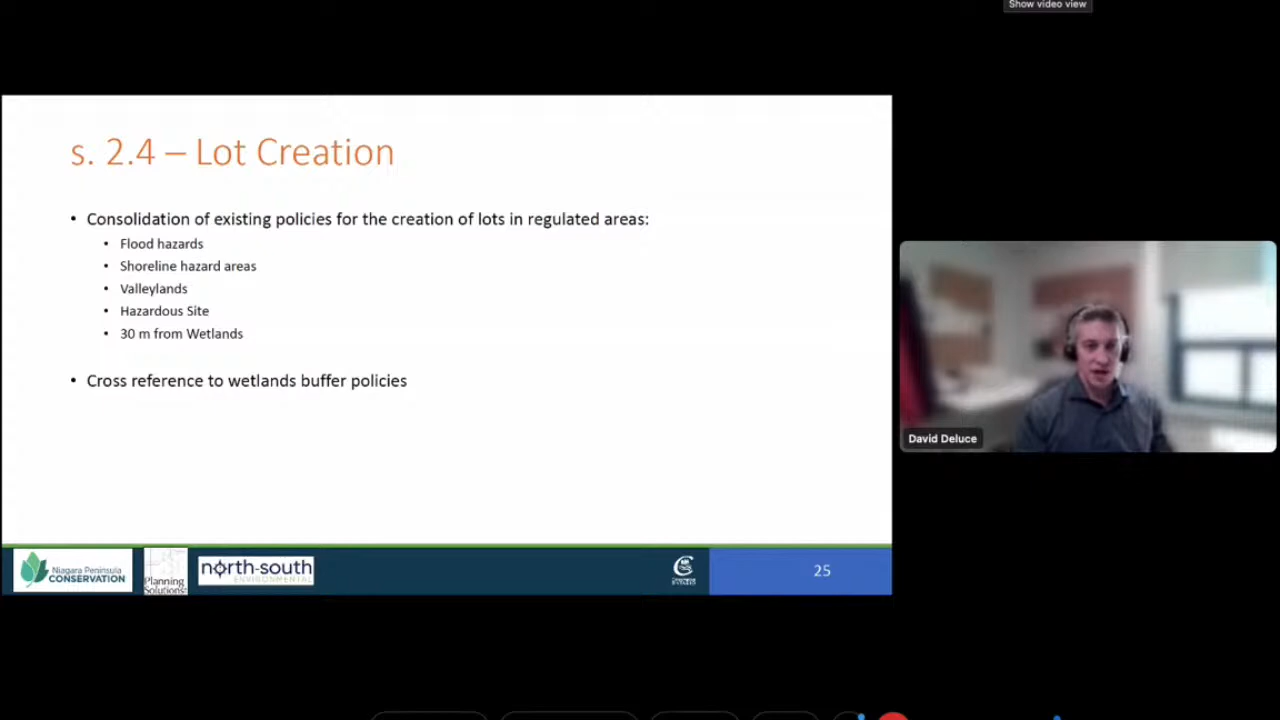 Show video view
s. 2.4 – Lot Creation
• Consolidation of existing policies for the creation of lots in regulated areas:
• Flood hazards
• Shoreline hazard areas
• Valleylands
• Hazardous Site
• 30 m from Wetlands
• Cross reference to wetlands buffer policies
David Deluce
Niagara Peninsula
CONSERVATION
Planning
Solutions
north-south
ENVIRONMENTAL
25